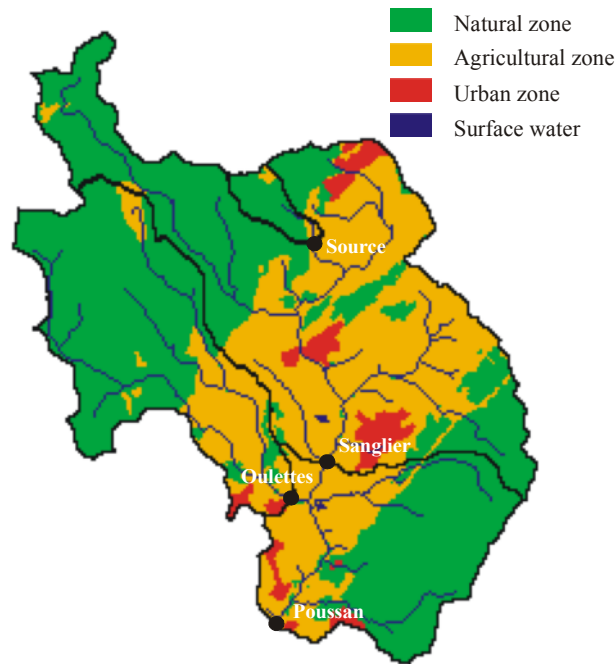 Natural zone
Agricultural zone
Urban zone
Surface water
Source
Sanglier
Oulettes
Poussan